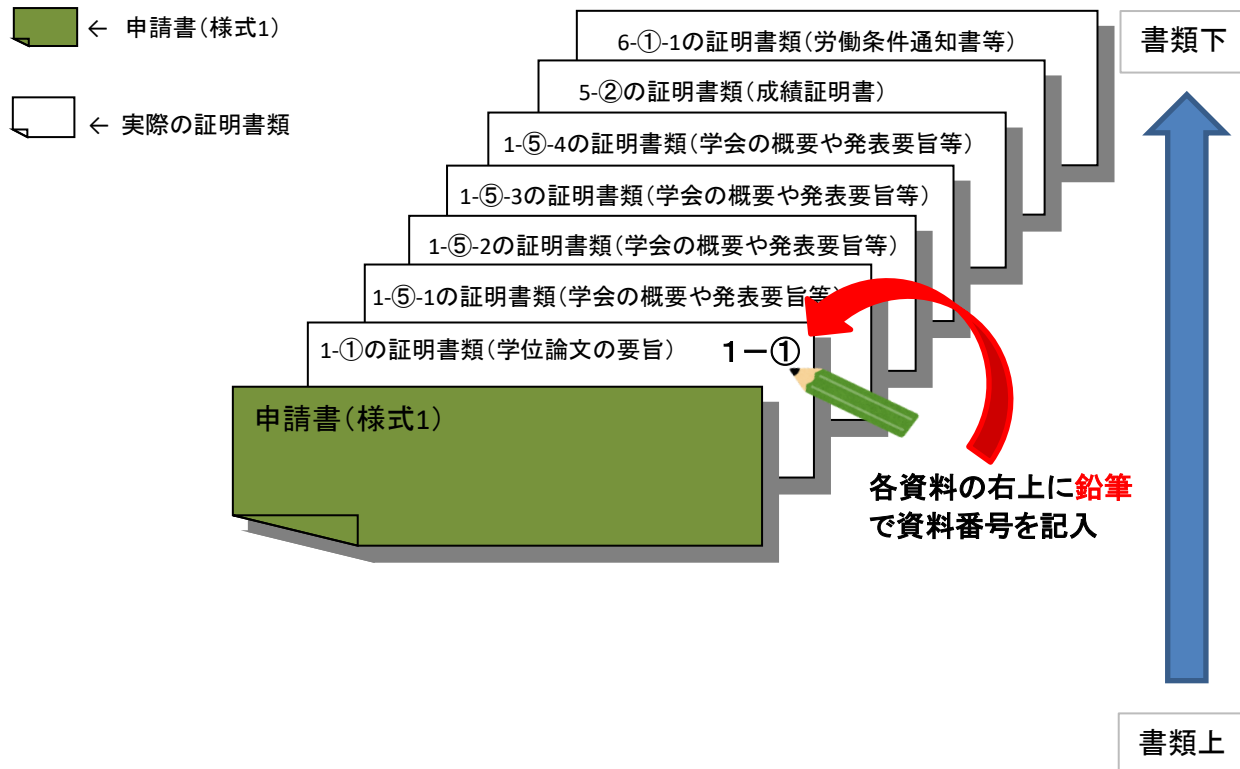 ← 申請書(様式1)
← 実際の証明書類
6-①-1の証明書類(労働条件通知書等)
5-②の証明書類(成績証明書)
1-⑤-4の証明書類(学会の概要や発表要旨等)
1-⑤-3の証明書類(学会の概要や発表要旨等)
1-⑤-2の証明書類(学会の概要や発表要旨等)
1-⑤-1の証明書類(学会の概要や発表要旨等)
1-①の証明書類(学位論文の要旨)
1-①
申請書(様式1)
各資料の右上に鉛筆
で資料番号を記入
書類下
書類上